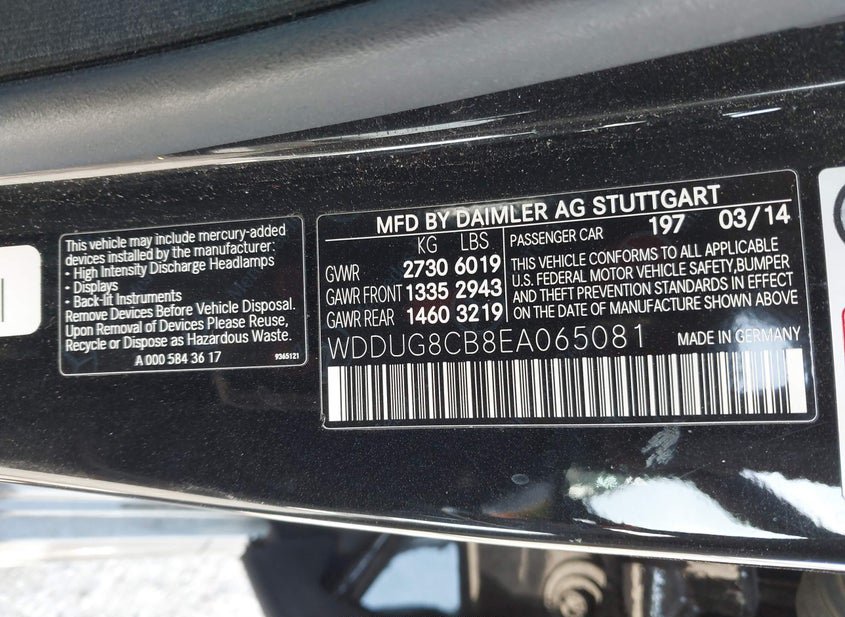 This vehicle may include mercury-added
devices installed by the manufacturer:
• High Intensity Discharge Headlamps
• Displays
• Back-lit Instruments
Remove Devices Before Vehicle Disposal.
Upon Removal of Devices Please Reuse,
Recycle or Dispose as Hazardous Waste.
A 000 584 36 17 9365121
MFD BY DAIMLER AG STUTTGART
KG LBS
GWR 2730 6019
GAWR FRONT 1335 2943
GAWR REAR 1460 3219
PASSENGER CAR 197 03/14
THIS VEHICLE CONFORMS TO ALL APPLICABLE
U.S. FEDERAL MOTOR VEHICLE SAFETY,BUMPER
AND THEFT PREVENTION STANDARDS IN EFFECT
ON THE DATE OF MANUFACTURE SHOWN ABOVE
WDDUG8CB8EA065081 MADE IN GERMANY